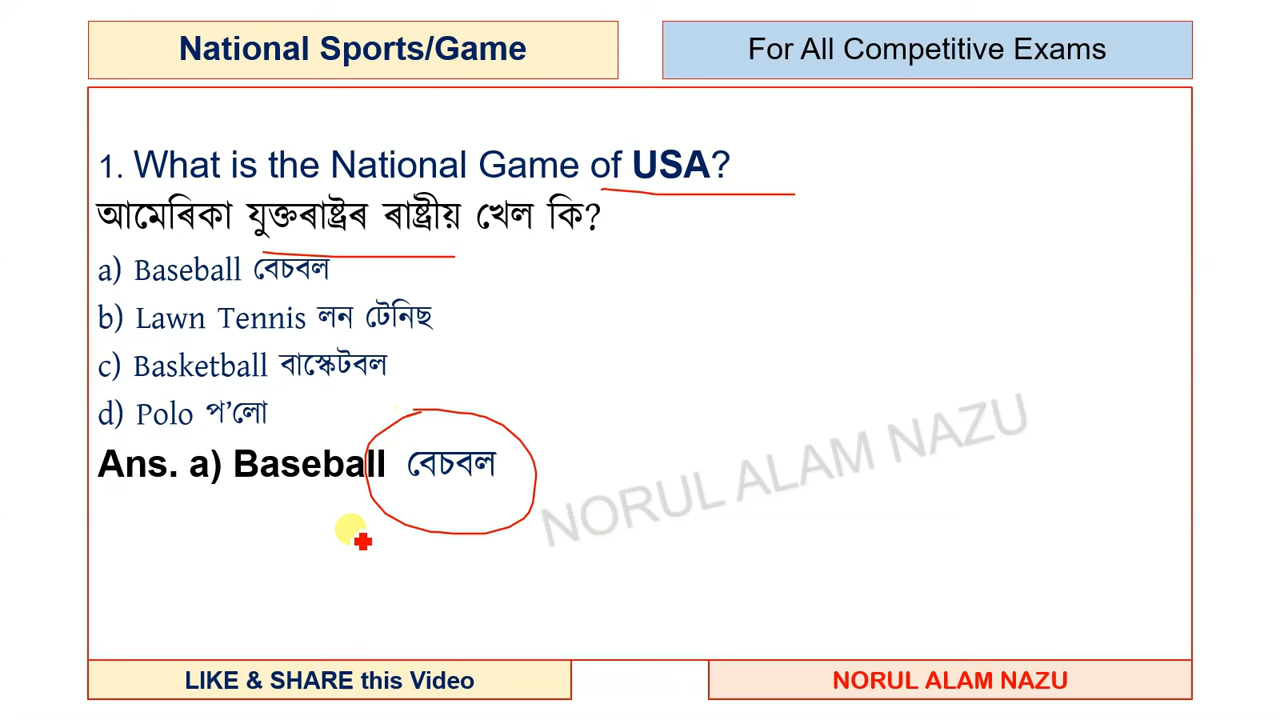 National Sports/Game
For All Competitive Exams
1. What is the National Game of USA?
আমেৰিকা যুক্তৰাষ্ট্ৰৰ ৰাষ্ট্ৰীয় খেল কি?
a) Baseball বেচবল
b) Lawn Tennis লন টেনিছ
c) Basketball বাস্কেটবল
d) Polo প’লো
Ans. a) Baseball বেচবল
NORUL ALAM NAZU
LIKE & SHARE this Video
NORUL ALAM NAZU